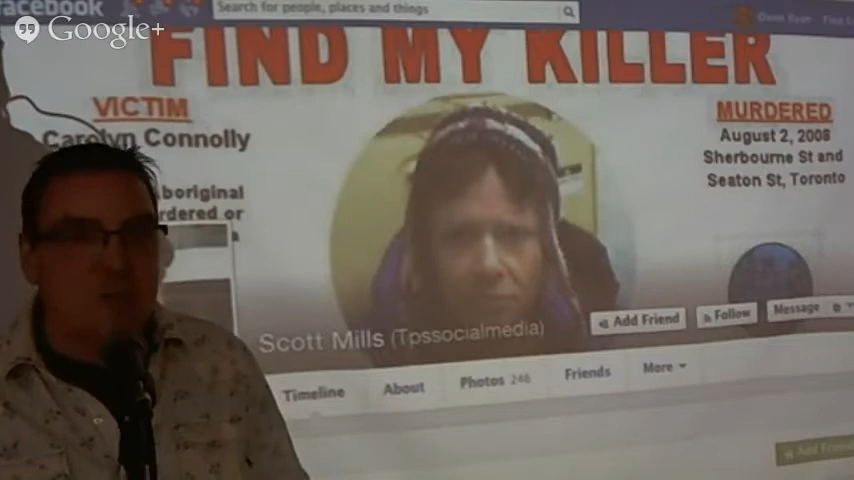 facebook
Search for people, places and things
Owen Ryan
Google+
FIND MY KILLER
VICTIM
Carolyn Connolly
boriginal
rdered or
MURDERED
August 2, 2008
Sherbourne St and
Seaton St, Toronto
Scott Mills (Tpssocialmedia)
Add Friend
Follow
Message
Timeline
About
Photos 246
Friends
More
Add Friend